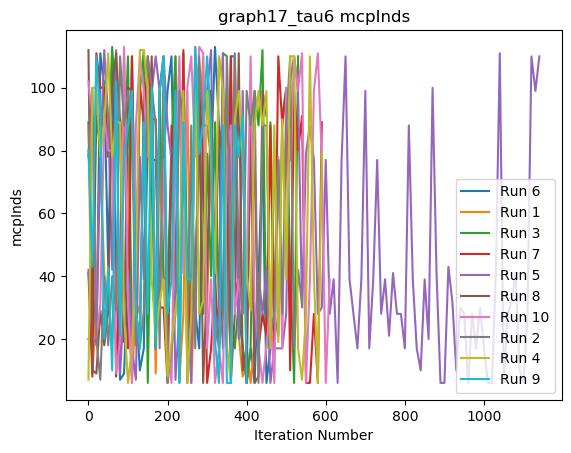 graph17_tau6 mcpInds
mcpInds
100
80
60
40
20
0
200
400
600
800
1000
Iteration Number
Run 6
Run 1
Run 3
Run 7
Run 5
Run 8
Run 10
Run 2
Run 4
Run 9